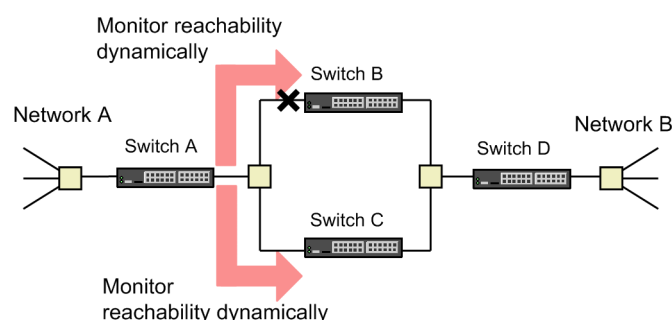 Monitor reachability
dynamically
Switch B
Network A
Switch A
Network B
Switch D
Switch C
Monitor
reachability dynamically